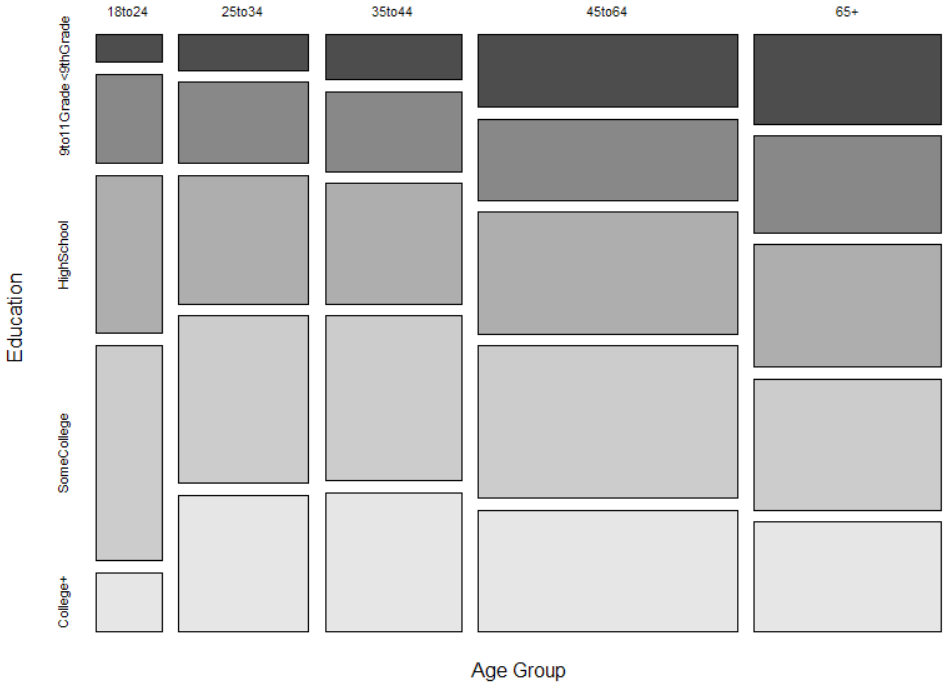 18to24 25to34 35to44 45to64 65+
<9thGrade
9to11Grade
HighSchool
SomeCollege
College+
Education
Age Group